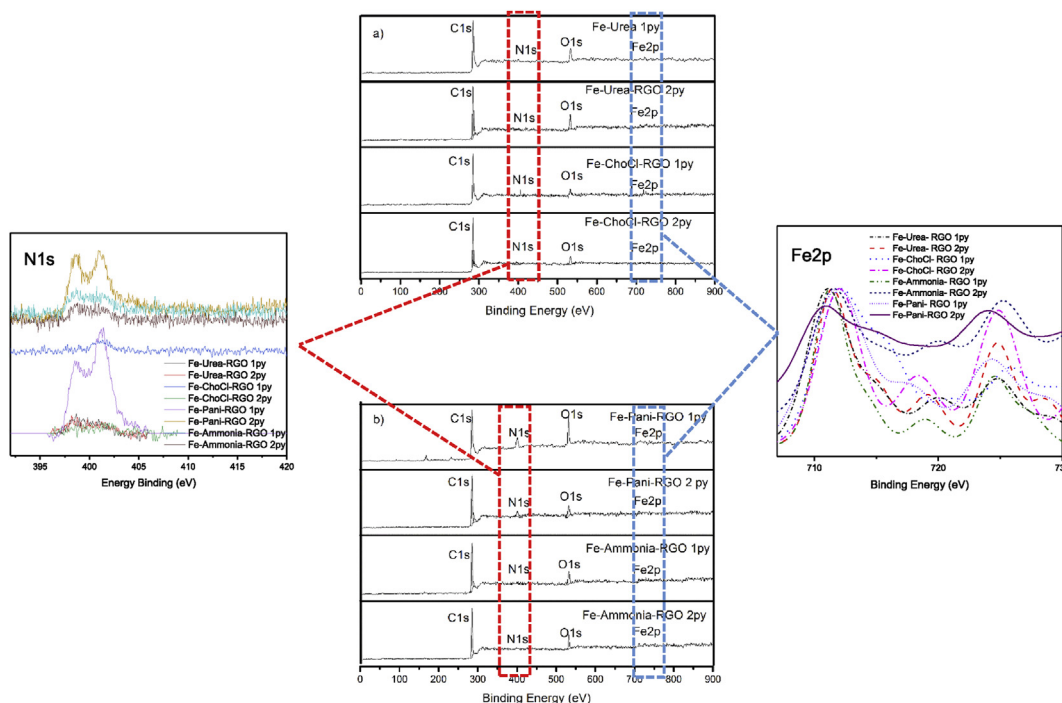 a)
C1s
N1s
O1s
Fe-Urea 1py
Fe2p
C1s
N1s
O1s
Fe-Urea-RGO 2py
Fe2p
C1s
N1s
O1s
Fe-ChoCl-RGO 1py
Fe2p
C1s
N1s
O1s
Fe-ChoCl-RGO 2py
Fe2p
0 100 200 300 400 500 600 700 800 900
Binding Energy (eV)
N1s
Fe-Urea-RGO 1py
Fe-Urea-RGO 2py
Fe-ChoCl-RGO 1py
Fe-ChoCl-RGO 2py
Fe-Pani-RGO 1py
Fe-Pani-RGO 2py
Fe-Ammonia-RGO 1py
Fe-Ammonia-RGO 2py
395 400 405 410 415 420
Energy Binding (eV)
Fe2p
Fe-Urea- RGO 1py
Fe-Urea- RGO 2py
Fe-ChoCl- RGO 1py
Fe-ChoCl- RGO 2py
Fe-Ammonia- RGO 1py
Fe-Ammonia- RGO 2py
Fe-Pani- RGO 1py
Fe-Pani-RGO 2py
710 720 730
Binding Energy (eV)
b)
C1s
N1s
O1s
Fe-Pani-RGO 1py
Fe2p
C1s
N1s
O1s
Fe-Pani-RGO 2 py
Fe2p
C1s
N1s
O1s
Fe-Ammonia-RGO 1py
Fe2p
C1s
N1s
O1s
Fe-Ammonia-RGO 2py
Fe2p
0 100 200 300 400 500 600 700 800 900
Binding Energy (eV)